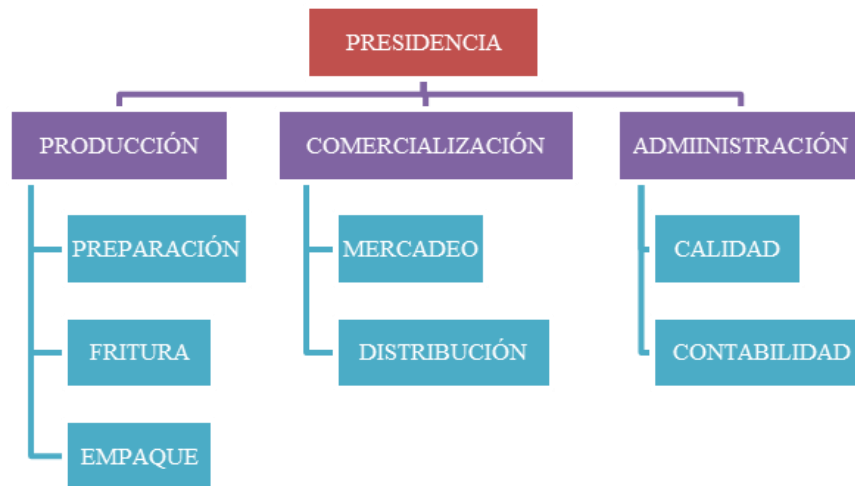 PRESIDENCIA
PRODUCCIÓN
COMERCIALIZACIÓN
ADMIINISTRACIÓN
PREPARACIÓN
MERCADEO
CALIDAD
FRITURA
DISTRIBUCIÓN
CONTABILIDAD
EMPAQUE